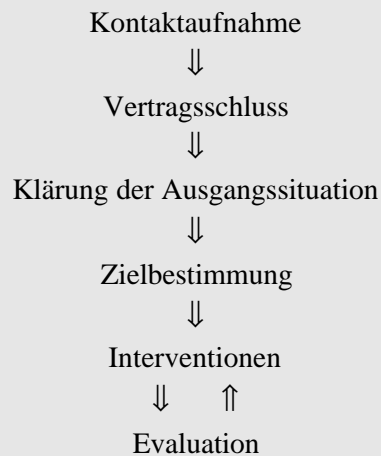 Kontaktaufnahme
⇓
Vertragsschluss
⇓
Klärung der Ausgangssituation
⇓
Zielbestimmung
⇓
Interventionen
⇓ ⇑
Evaluation